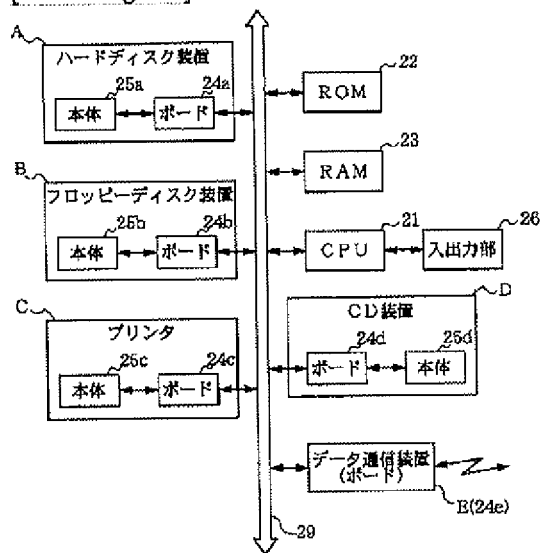 A
ハードディスク装置
25a
24a
本体
ボード
22
ROM
23
RAM
B
フロッピーディスク装置
25b
24b
本体
ボード
21
26
CPU
入出力部
C
プリンタ
25c
24c
本体
ボード
D
CD装置
24d
25d
ボード
本体
データ通信装置
(ボード)
E(24e)
29